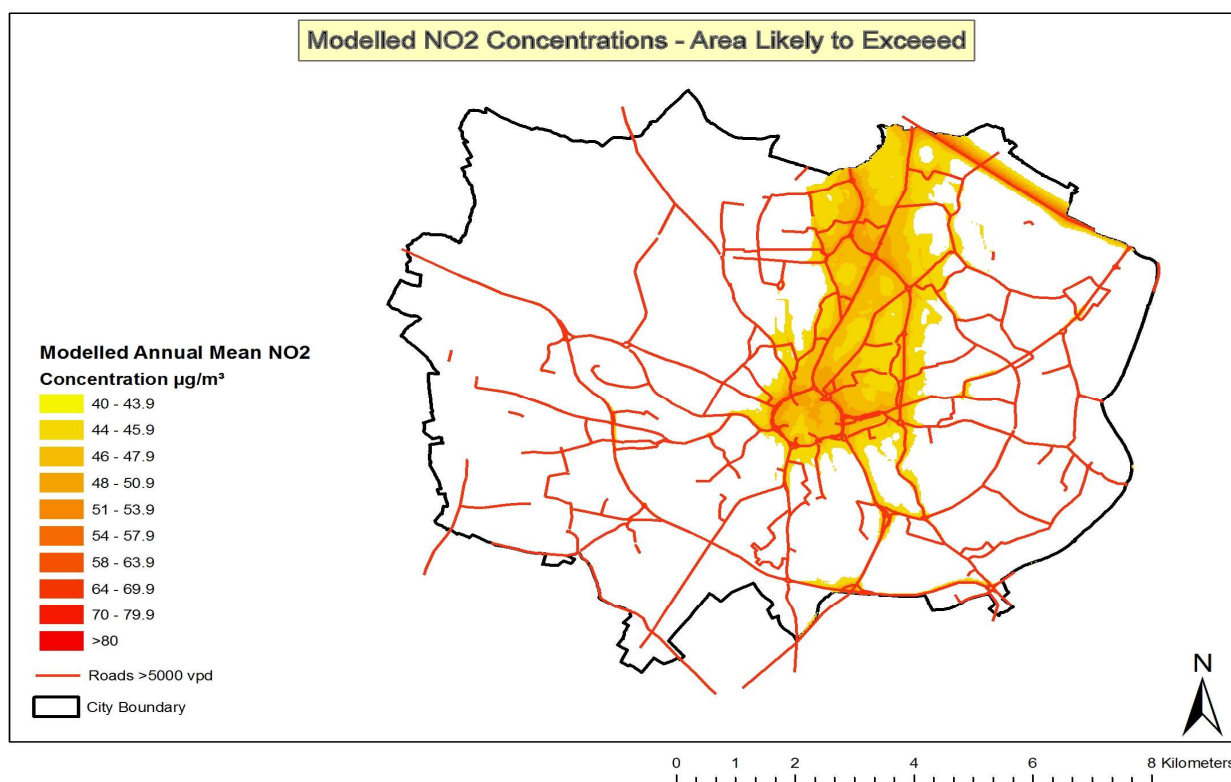 Modelled NO2 Concentrations - Area Likely to Exceeed
Modelled Annual Mean NO2
Concentration µg/m³
40 - 43.9
44 - 45.9
46 - 47.9
48 - 50.9
51 - 53.9
54 - 57.9
58 - 63.9
64 - 69.9
70 - 79.9
>80
Roads >5000 vpd
City Boundary
N
0 1 2 4 6 8 Kilometers